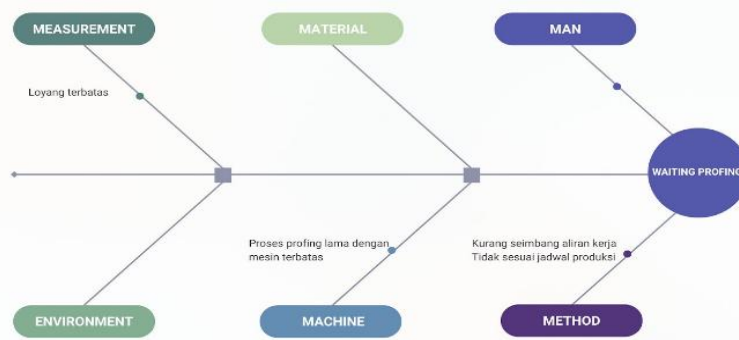 MEASUREMENT
MATERIAL
MAN
Loyang terbatas
WAITING PROFING
Proses profing lama dengan
mesin terbatas
Kurang seimbang aliran kerja
Tidak sesuai jadwal produksi
ENVIRONMENT
MACHINE
METHOD